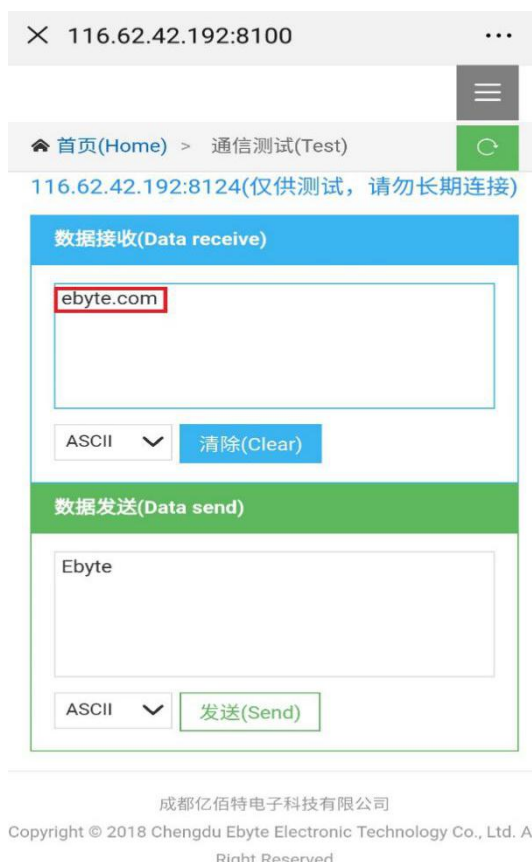 116.62.42.192:8100
首页(Home) > 通信测试(Test)
116.62.42.192:8124(仅供测试，请勿长期连接)
数据接收(Data receive)
ebyte.com
ASCII
清除(Clear)
数据发送(Data send)
Ebyte
ASCII
发送(Send)
成都亿佰特电子科技有限公司
Copyright © 2018 Chengdu Ebyte Electronic Technology Co., Ltd. A
Right Reserved